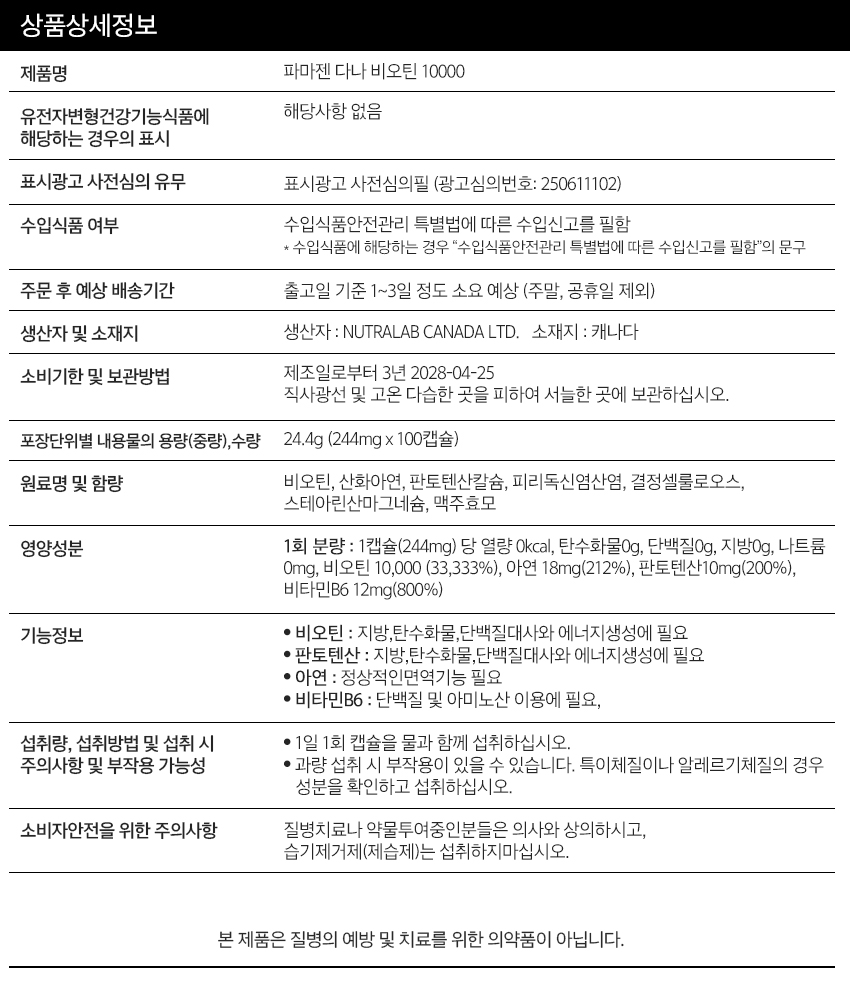 상품상세정보
제품명
파마젠 다나 비오틴 10000
유전자변형건강기능식품에
해당하는 경우의 표시
해당사항 없음
표시광고 사전심의 유무
표시광고 사전심의필 (광고심의번호: 250611102)
수입식품 여부
수입식품안전관리 특별법에 따른 수입신고를 필함
* 수입식품에 해당하는 경우 “수입식품안전관리 특별법에 따른 수입신고를 필함”의 문구
주문 후 예상 배송기간
출고일 기준 1~3일 정도 소요 예상 (주말, 공휴일 제외)
생산자 및 소재지
생산자 : NUTRALAB CANADA LTD. 소재지 : 캐나다
소비기한 및 보관방법
제조일로부터 3년 2028-04-25
직사광선 및 고온 다습한 곳을 피하여 서늘한 곳에 보관하십시오.
포장단위별 내용물의 용량(중량),수량
24.4g (244mg x 100캡슐)
원료명 및 함량
비오틴, 산화아연, 판토텐산칼슘, 피리독신염산염, 결정셀룰로오스,
스테아린산마그네슘, 맥주효모
영양성분
1회 분량 : 1캡슐(244mg) 당 열량 0kcal, 탄수화물0g, 단백질0g, 지방0g, 나트륨
0mg, 비오틴 10,000 (33,333%), 아연 18mg(212%), 판토텐산10mg(200%),
비타민B6 12mg(800%)
기능정보
• 비오틴 : 지방,탄수화물,단백질대사와 에너지생성에 필요
• 판토텐산 : 지방,탄수화물,단백질대사와 에너지생성에 필요
• 아연 : 정상적인면역기능 필요
• 비타민B6 : 단백질 및 아미노산 이용에 필요,
섭취량, 섭취방법 및 섭취 시
주의사항 및 부작용 가능성
• 1일 1회 캡슐을 물과 함께 섭취하십시오.
• 과량 섭취 시 부작용이 있을 수 있습니다. 특이체질이나 알레르기체질의 경우
성분을 확인하고 섭취하십시오.
소비자안전을 위한 주의사항
질병치료나 약물투여중인분들은 의사와 상의하시고,
습기제거제(제습제)는 섭취하지마십시오.
본 제품은 질병의 예방 및 치료를 위한 의약품이 아닙니다.